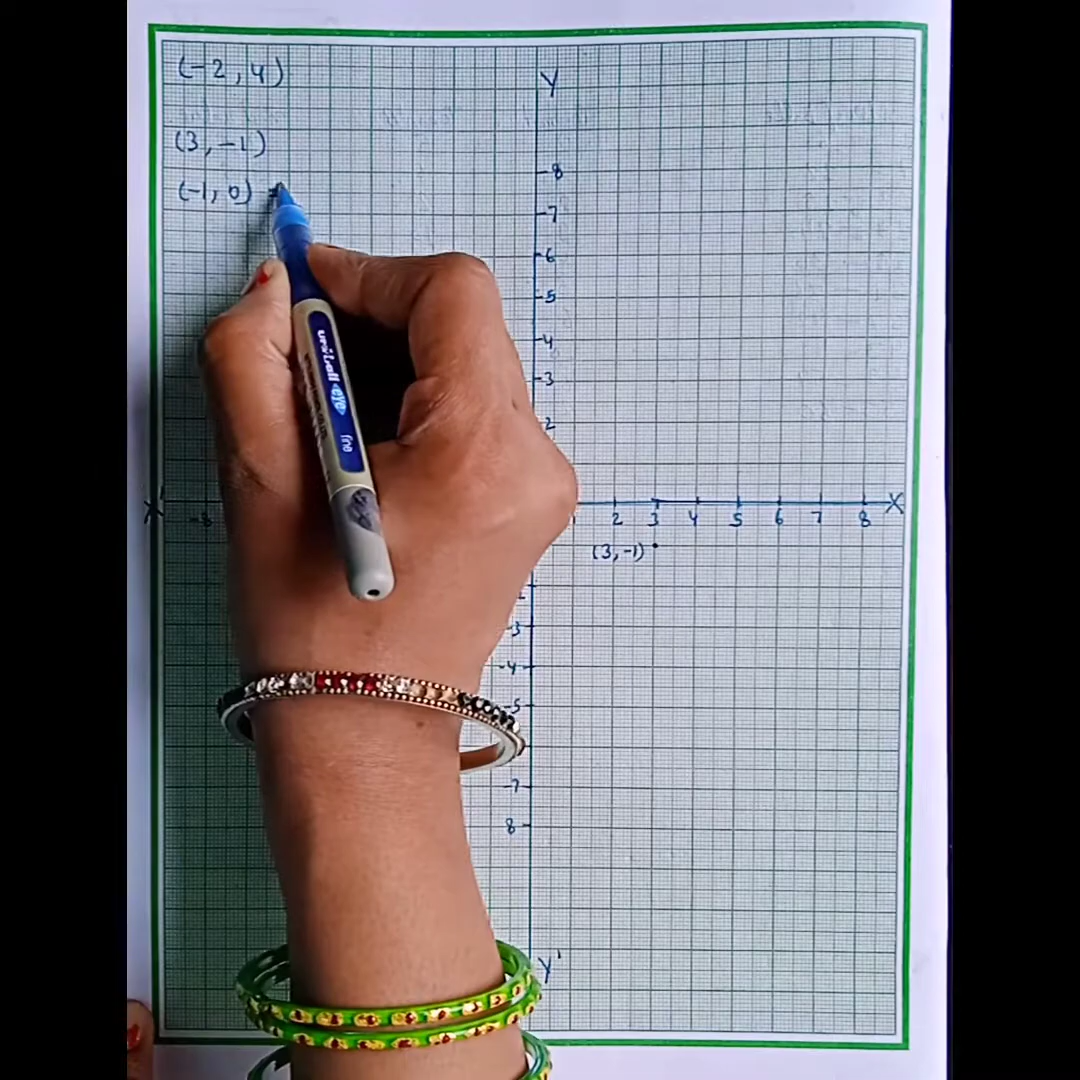 (-2, 4)
(3, -1)
(-1, 0) =
Y
8
7
6
5
4
3
2
X'
X
2 3 4 5 6 7 8
(3, -1)
-3
-4
-5
-7
8
Y'
uni-ball eye fine